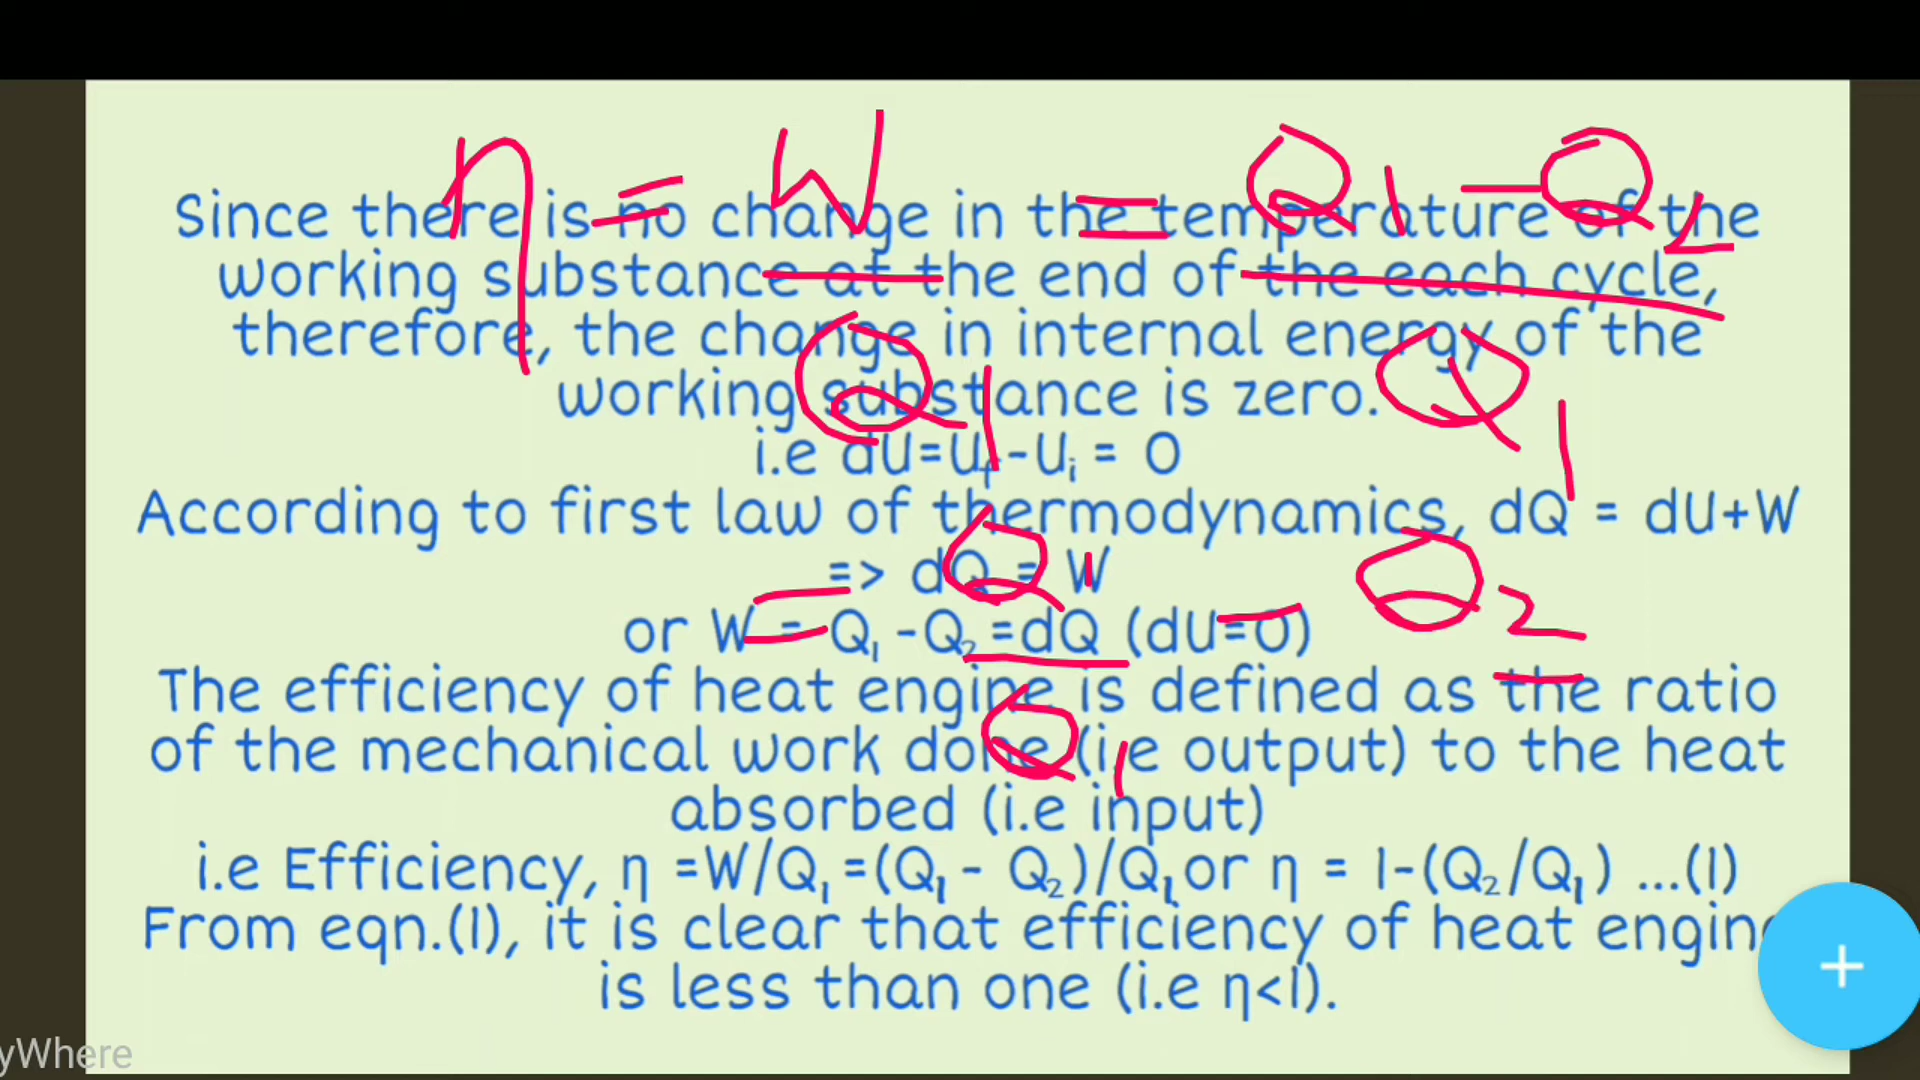 Since there is no change in the temperature of the
working substance at the end of the each cycle,
therefore, the change in internal energy of the
working substance is zero.
i.e dU=U_f-U_i = 0
According to first law of thermodynamics, dQ = dU+W
=> dQ = W
or W = Q₁ -Q₂ =dQ (dU=0)
The efficiency of heat engine is defined as the ratio
of the mechanical work done (i.e output) to the heat
absorbed (i.e input)
i.e Efficiency, η =W/Q₁ =(Q₁ - Q₂)/Q₁ or η = 1-(Q₂/Q₁) ...(1)
From eqn.(1), it is clear that efficiency of heat engine
is less than one (i.e η<1).
η = W = Q₁ - Q₂
Q₁ Q₁
= Q₁ - Q₂
Q₁
yWhere